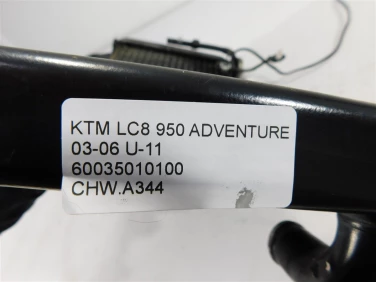 KTM LC8 950 ADVENTURE
03-06 U-11
60035010100
CHW.A344